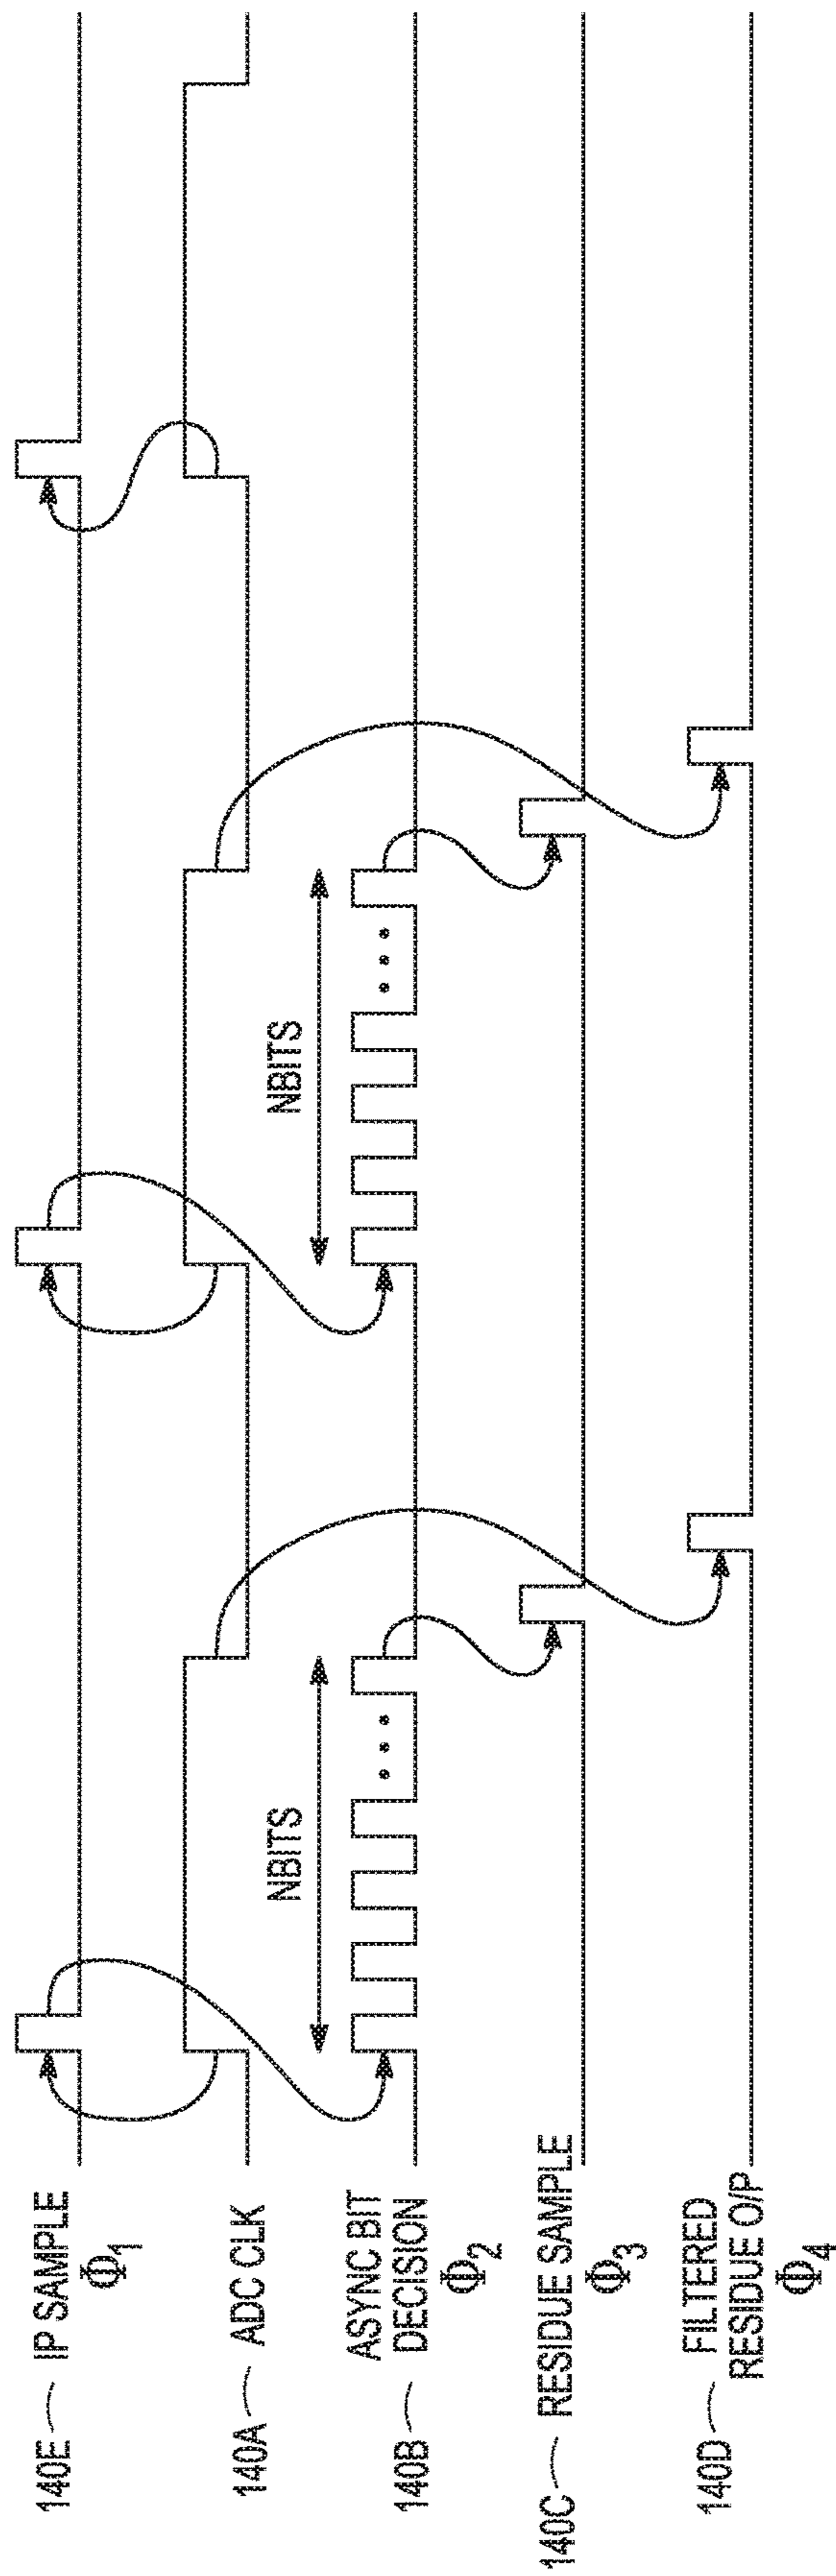 140E IP SAMPLE
Φ1
140A ADC CLK
140B ASYNC BIT
DECISION
Φ2
140C RESIDUE SAMPLE
Φ3
140D FILTERED
RESIDUE O/P
Φ4
NBITS
NBITS